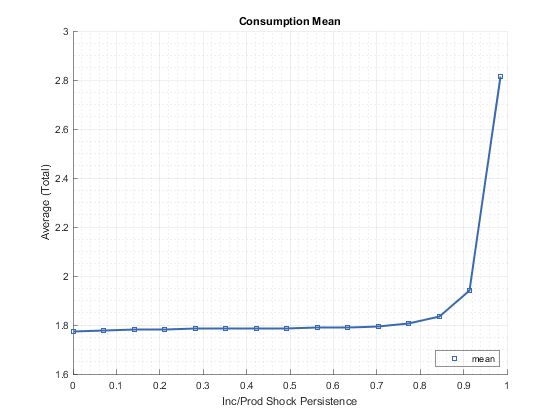 Consumption Mean
3
2.8
2.6
2.4
2.2
2
1.8
1.6
Average (Total)
0 0.1 0.2 0.3 0.4 0.5 0.6 0.7 0.8 0.9 1
Inc/Prod Shock Persistence
mean